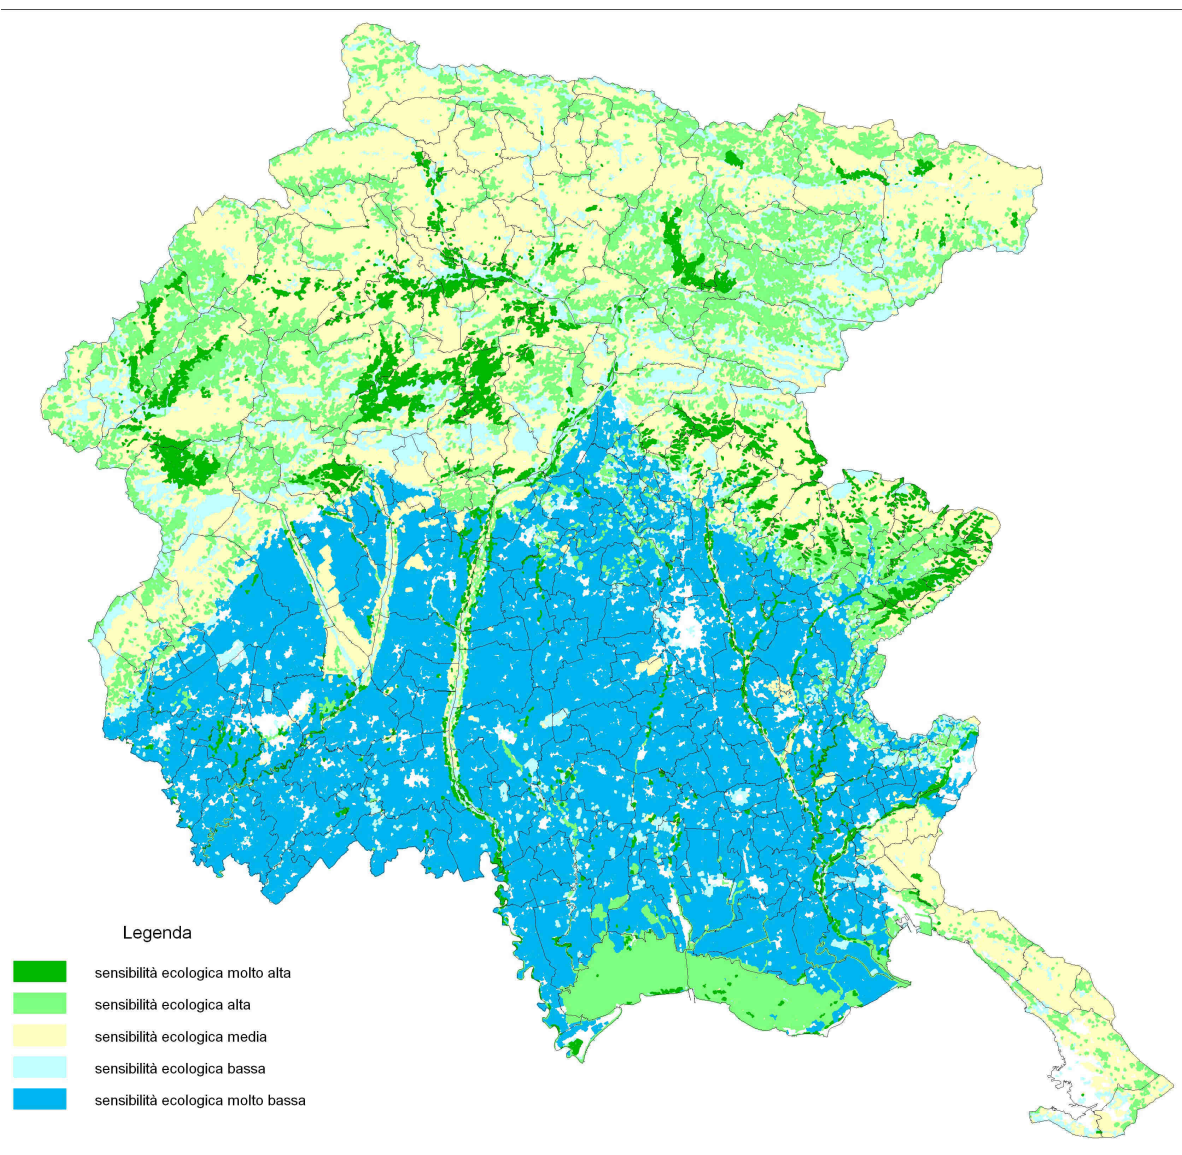 Legenda
sensibilità ecologica molto alta
sensibilità ecologica alta
sensibilità ecologica media
sensibilità ecologica bassa
sensibilità ecologica molto bassa